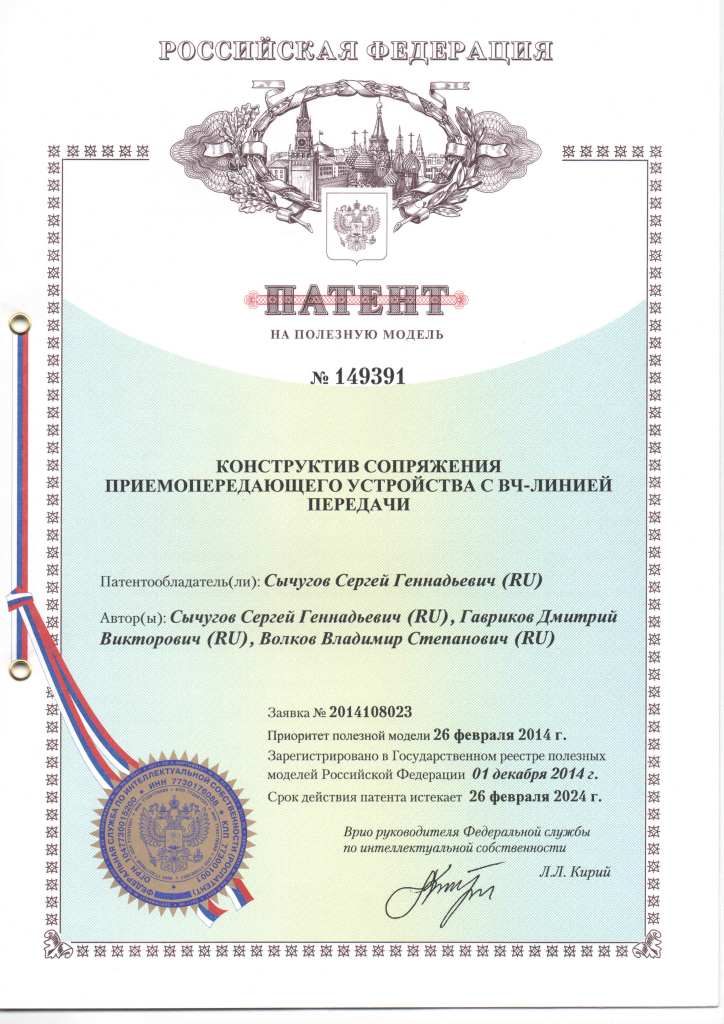 РОССИЙСКАЯ ФЕДЕРАЦИЯ
ПАТЕНТ
НА ПОЛЕЗНУЮ МОДЕЛЬ
№ 149391
КОНСТРУКТИВ СОПРЯЖЕНИЯ
ПРИЕМОПЕРЕДАЮЩЕГО УСТРОЙСТВА С ВЧ-ЛИНИЕЙ
ПЕРЕДАЧИ
Патентообладатель(ли): Сычугов Сергей Геннадьевич (RU)
Автор(ы): Сычугов Сергей Геннадьевич (RU), Гавриков Дмитрий
Викторович (RU), Волков Владимир Степанович (RU)
Заявка № 2014108023
Приоритет полезной модели 26 февраля 2014 г.
Зарегистрировано в Государственном реестре полезных
моделей Российской Федерации 01 декабря 2014 г.
Срок действия патента истекает 26 февраля 2024 г.
Врио руководителя Федеральной службы
по интеллектуальной собственности
Л.Л. Кирий
ФЕДЕРАЛЬНАЯ СЛУЖБА ПО ИНТЕЛЛЕКТУАЛЬНОЙ СОБСТВЕННОСТИ (РОСПАТЕНТ)
ОГРН 1047730015200 ИНН 7730176088 КПП 773001001